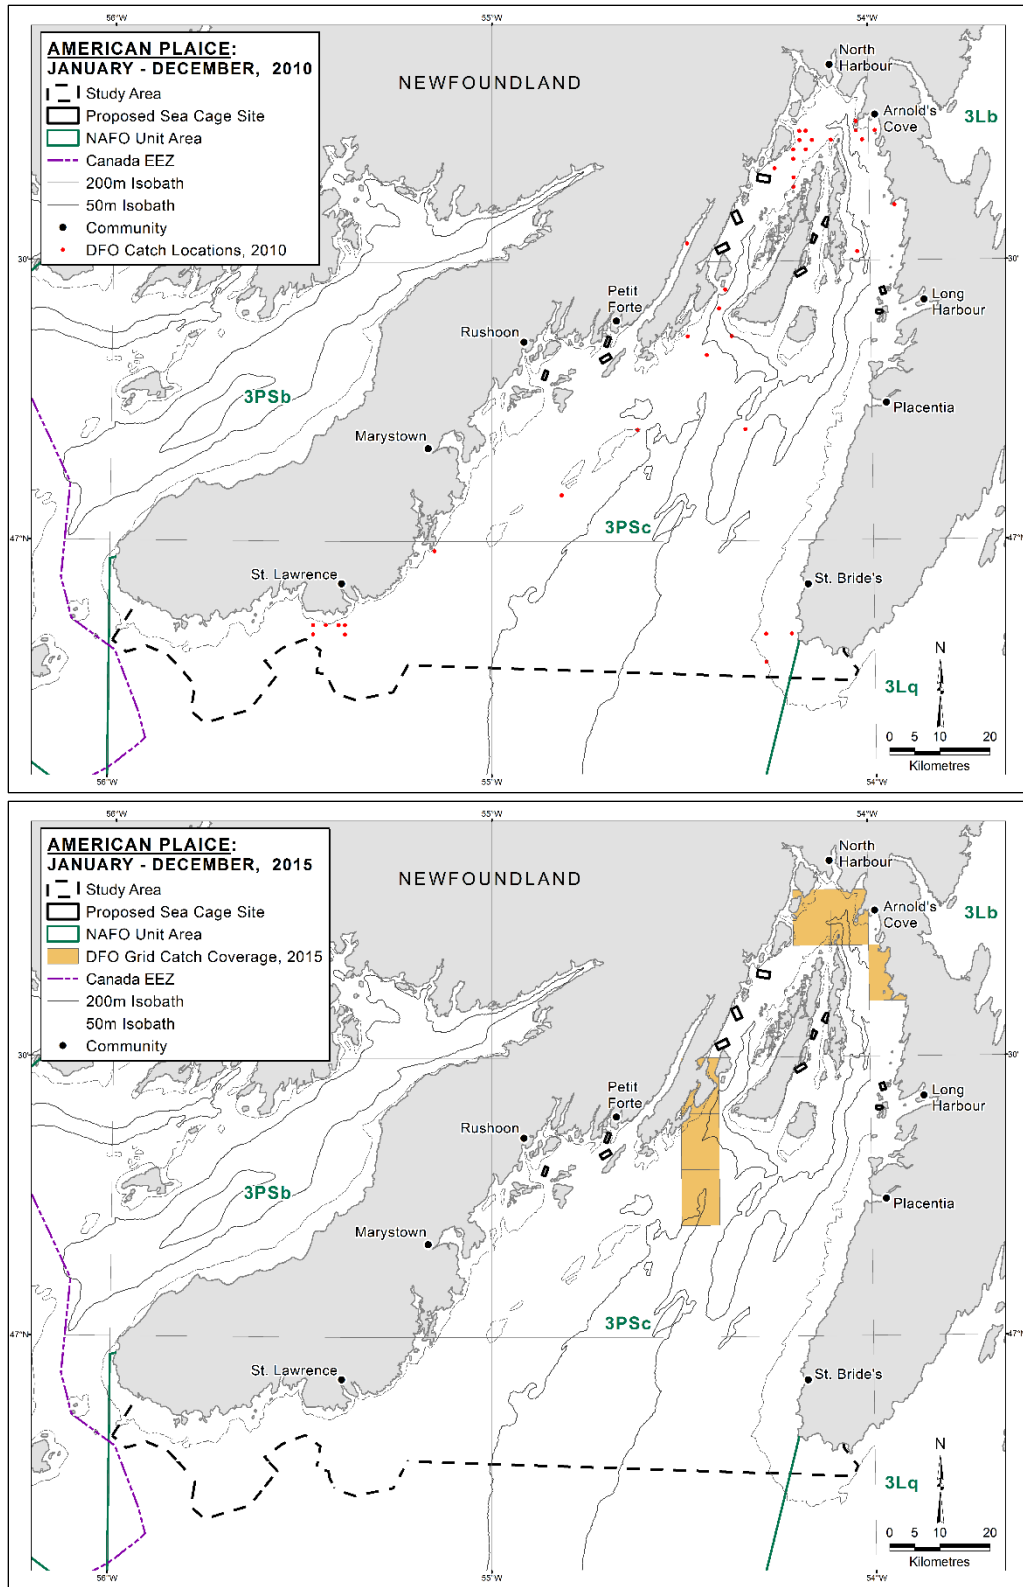 56°W
55°W
54°W
AMERICAN PLAICE:
JANUARY - DECEMBER, 2010
Study Area
Proposed Sea Cage Site
NAFO Unit Area
Canada EEZ
200m Isobath
50m Isobath
Community
DFO Catch Locations, 2010
NEWFOUNDLAND
North
Harbour
Arnold's
Cove
3Lb
30'
30'
Petit
Forte
Long
Harbour
Rushoon
3PSb
Placentia
Marystown
47°N
3PSc
47°N
St. Lawrence
St. Bride's
N
3Lq
0 5 10 20
Kilometres
56°W
55°W
54°W
56°W
55°W
54°W
AMERICAN PLAICE:
JANUARY - DECEMBER, 2015
Study Area
Proposed Sea Cage Site
NAFO Unit Area
DFO Grid Catch Coverage, 2015
Canada EEZ
200m Isobath
50m Isobath
Community
NEWFOUNDLAND
North
Harbour
Arnold's
Cove
3Lb
30'
30'
Petit
Forte
Long
Harbour
Rushoon
3PSb
Placentia
Marystown
47°N
3PSc
47°N
St. Lawrence
St. Bride's
N
3Lq
0 5 10 20
Kilometres
56°W
55°W
54°W